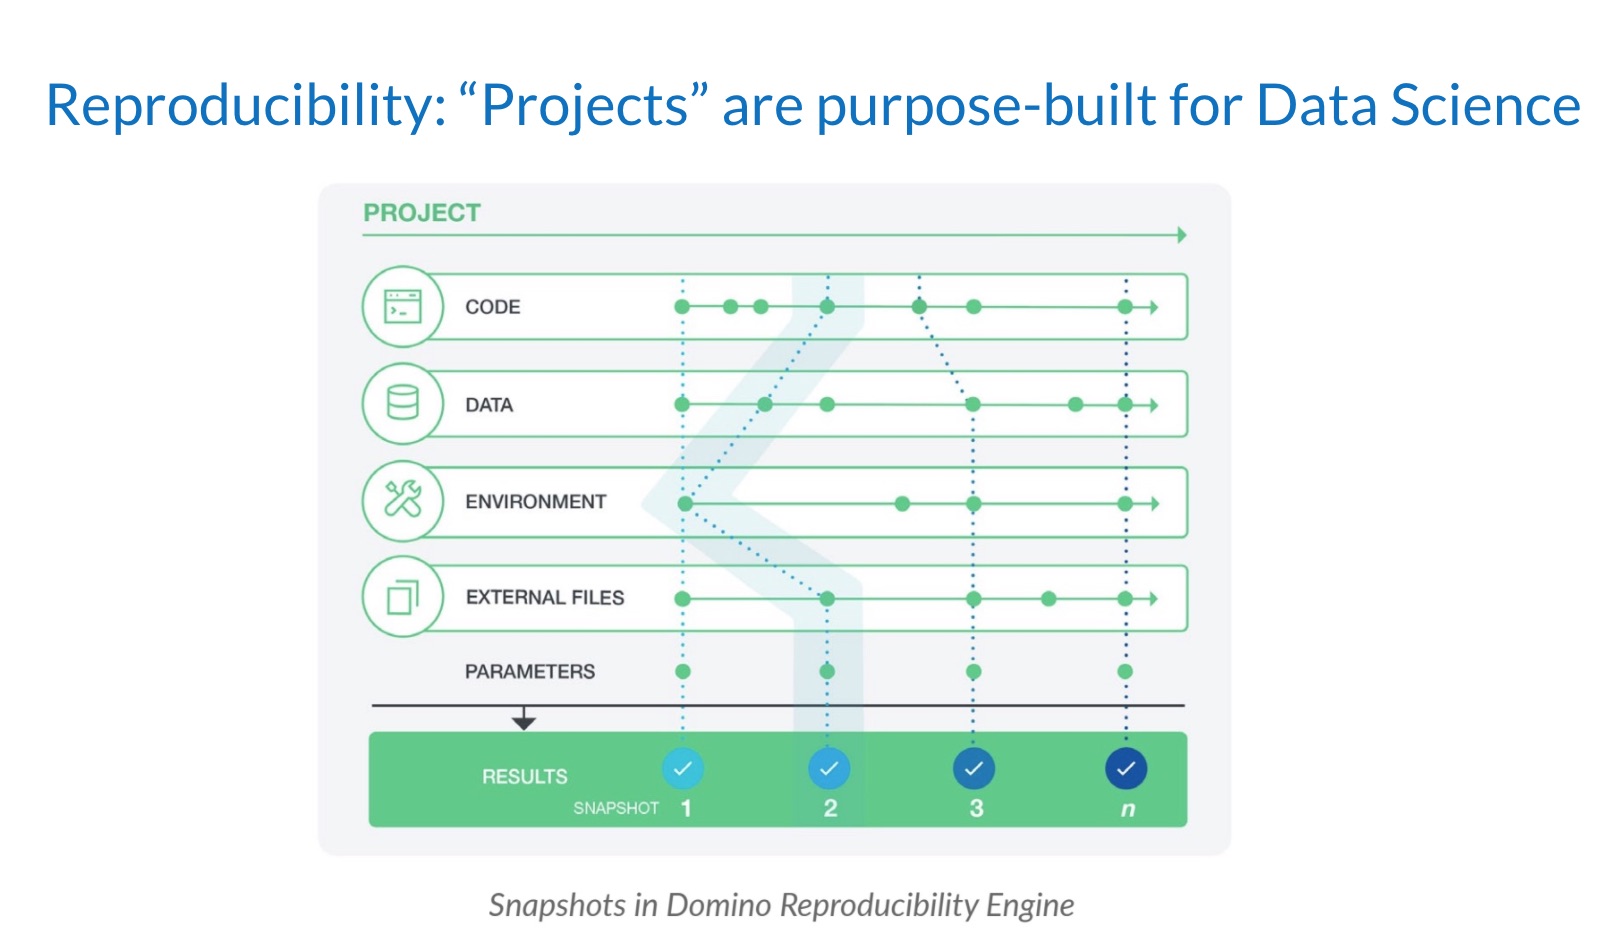 Reproducibility: “Projects” are purpose-built for Data Science
PROJECT
CODE
DATA
ENVIRONMENT
EXTERNAL FILES
PARAMETERS
RESULTS
SNAPSHOT 1 2 3 n
Snapshots in Domino Reproducibility Engine